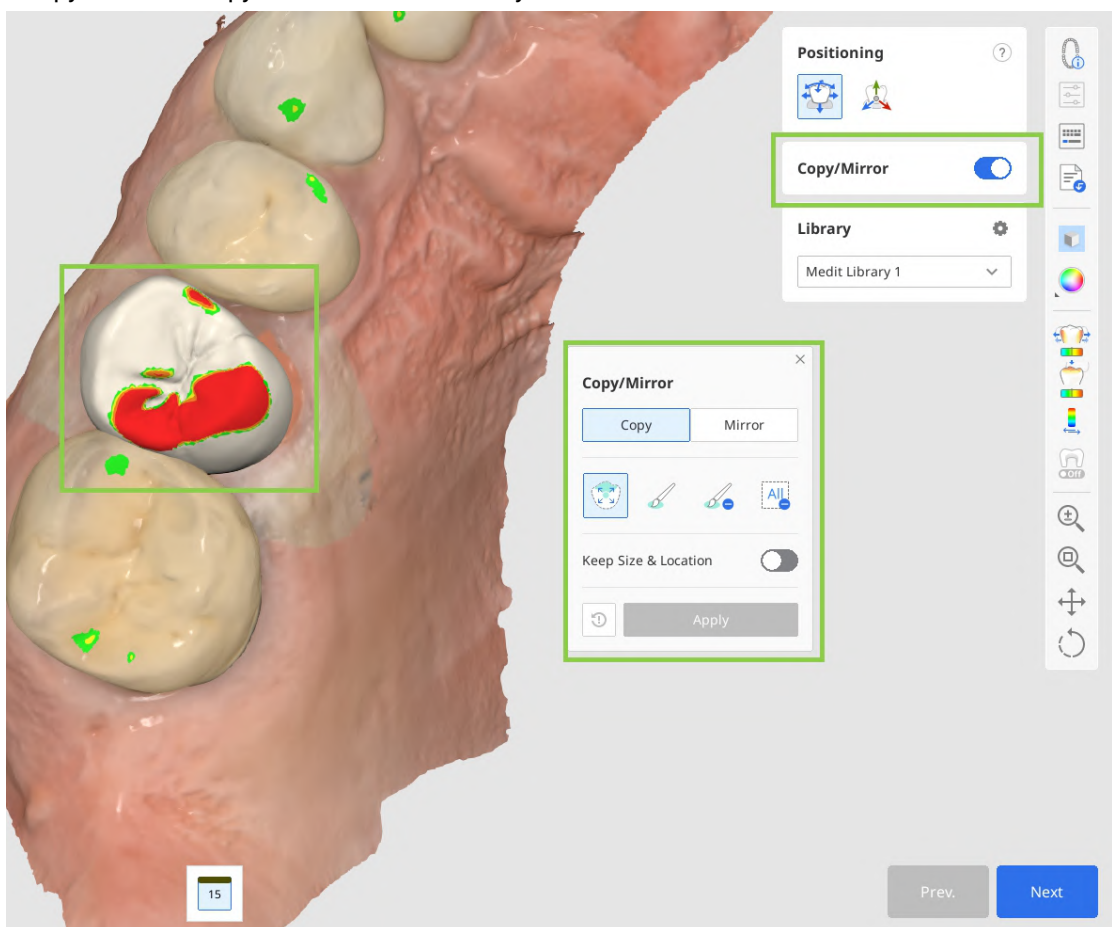 Positioning
?
Copy/Mirror
Library
Medit Library 1
Copy/Mirror
Copy Mirror
All
Keep Size & Location
Apply
Off
15
Prev. Next